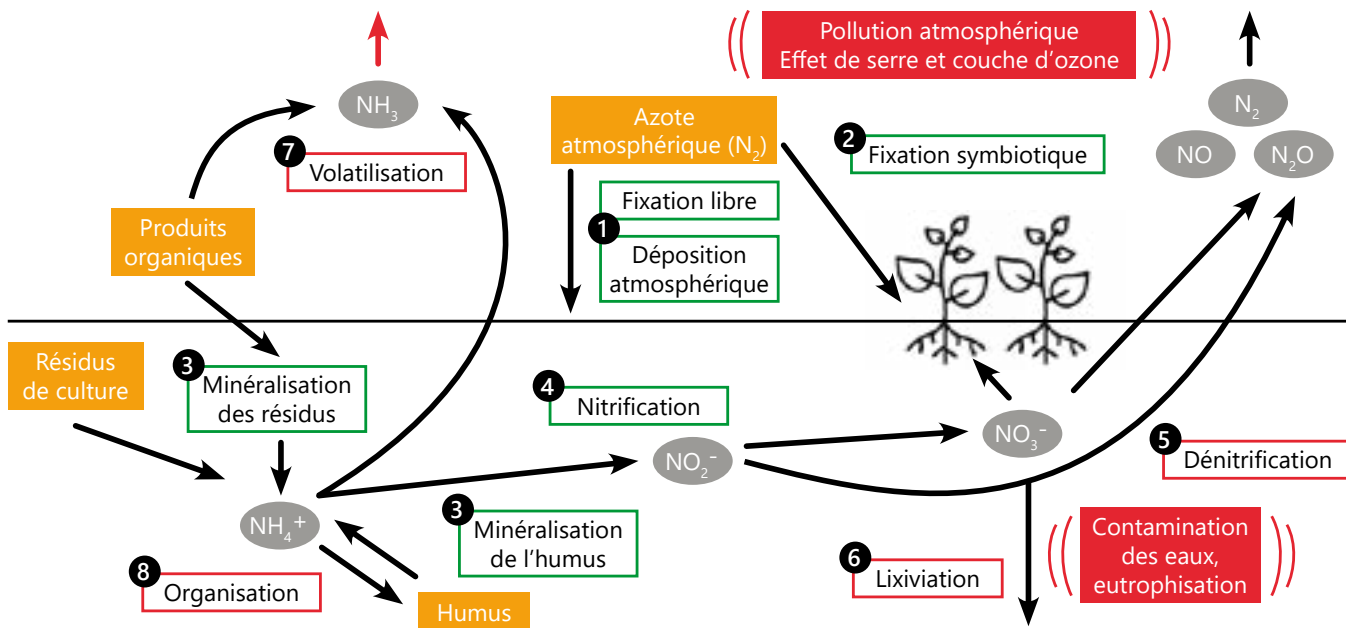 Pollution atmosphérique
Effet de serre et couche d’ozone
NH₃
N₂
NO
N₂O
Azote
atmosphérique (N₂)
2
Fixation symbiotique
7
Volatilisation
Fixation libre
1
Déposition
atmosphérique
Produits
organiques
Résidus
de culture
3
Minéralisation
des résidus
4
Nitrification
NO₂⁻
NO₃⁻
5
Dénitrification
NH₄⁺
3
Minéralisation
de l’humus
8
Organisation
Humus
6
Lixiviation
Contamination
des eaux,
eutrophisation